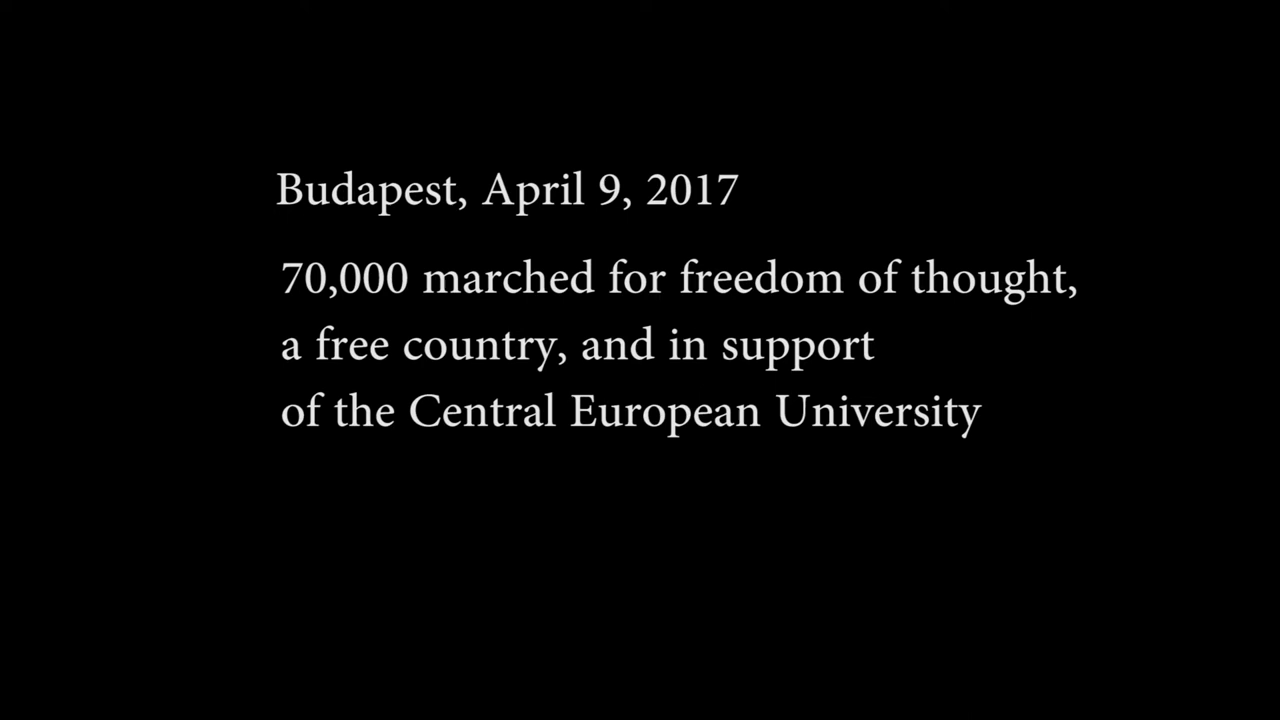 Budapest, April 9, 2017
70,000 marched for freedom of thought,
a free country, and in support
of the Central European University